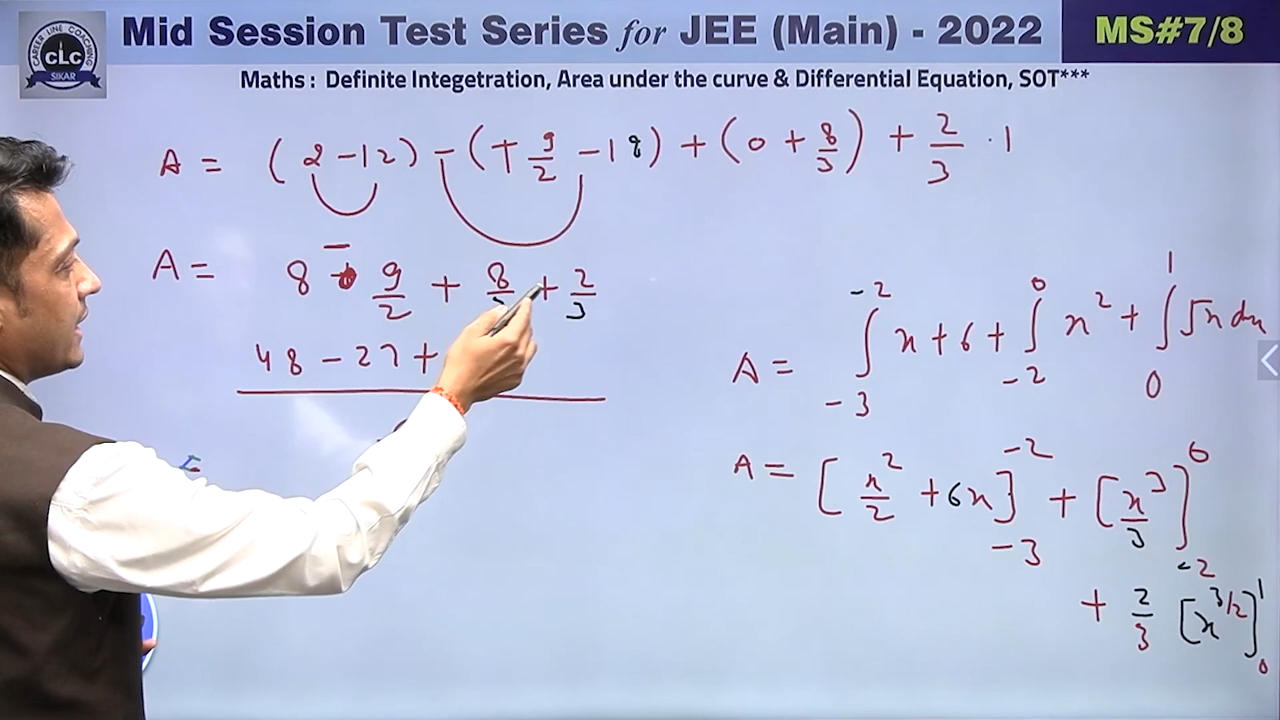 CAREER LINE COACHING
CLC
SIKAR
Mid Session Test Series for JEE (Main) - 2022
MS#7/8
Maths : Definite Integetration, Area under the curve & Differential Equation, SOT***
A = (2 - 12) - (+ 9/2 - 18) + (0 + 8/3) + 2/3 · 1
A = 8 - 9/2 + 8/ + 2/3
48 - 27 +
A = ∫_{-3}^{-2} x + 6 + ∫_{-2}^{0} x² + ∫_{0}^{1} √x dx
A = [x²/2 + 6x]_{-3}^{-2} + [x³/3]_{-2}^{0}
+ 2/3 [x^{3/2}]_{0}^{1}